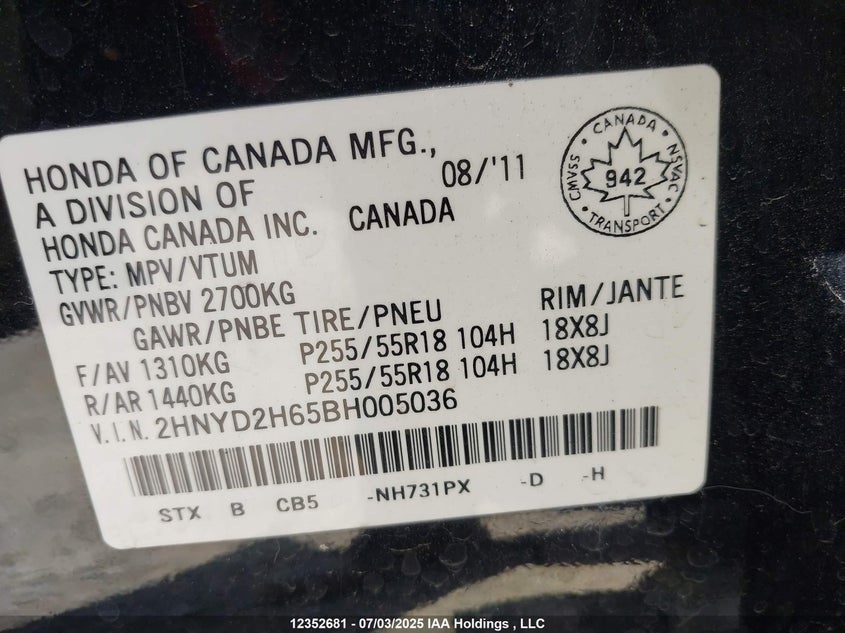 HONDA OF CANADA MFG., 08/'11
A DIVISION OF
HONDA CANADA INC. CANADA
TYPE: MPV/VTUM
GVWR/PNBV 2700KG
GAWR/PNBE TIRE/PNEU RIM/JANTE
F/AV 1310KG P255/55R18 104H 18X8J
R/AR 1440KG P255/55R18 104H 18X8J
V.I.N. 2HNYD2H65BH005036
STX B CB5 -NH731PX -D -H
• CANADA •
CMVSS
942
NSVAC
• TRANSPORT •
12352681 - 07/03/2025 IAA Holdings , LLC